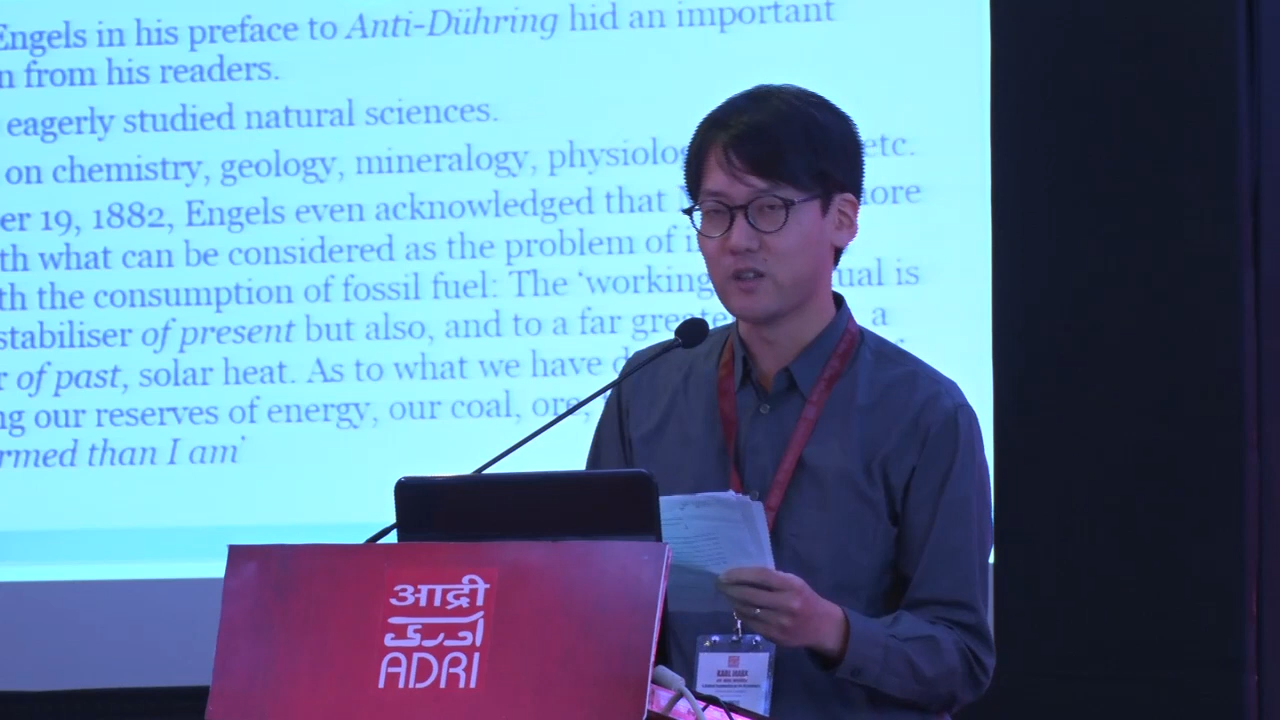 Engels in his preface to Anti-Dühring hid an important
n from his readers.
eagerly studied natural sciences.
on chemistry, geology, mineralogy, physiolo etc.
er 19, 1882, Engels even acknowledged that M ore
th what can be considered as the problem of i
th the consumption of fossil fuel: The ‘working ual is
stabiliser of present but also, and to a far greate a
r of past, solar heat. As to what we have d f
ng our reserves of energy, our coal, ore,
rmed than I am’
आद्री
ادری
ADRI
KARL MARX